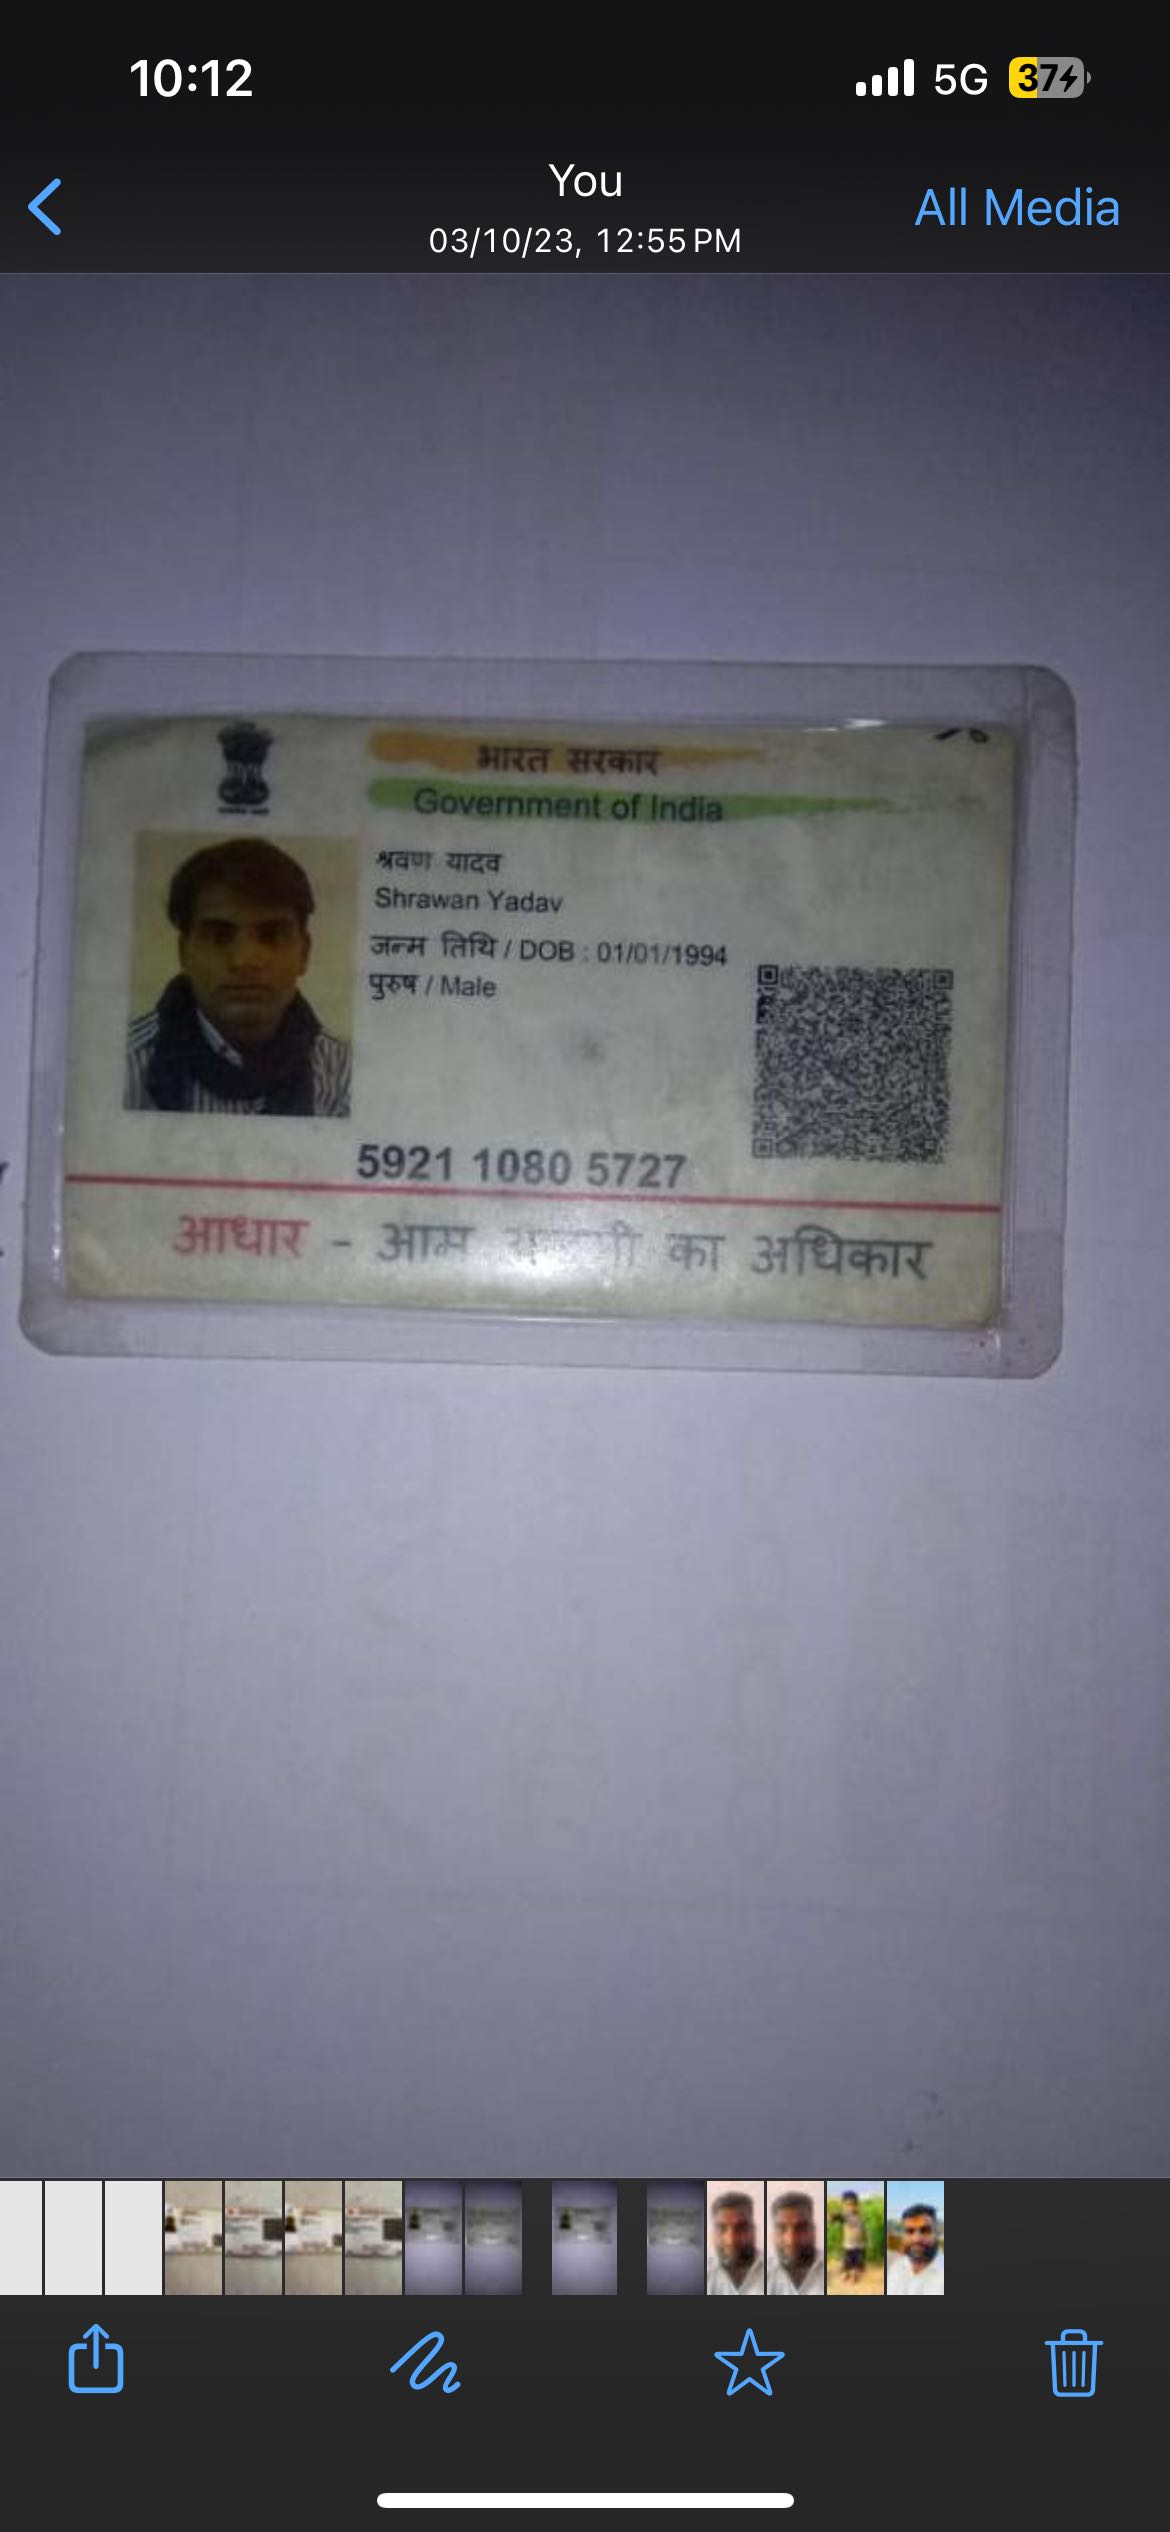 10:12
5G
37
You
All Media
03/10/23, 12:55 PM
भारत सरकार
Government of India
श्रवण यादव
Shrawan Yadav
जन्म तिथि / DOB : 01/01/1994
पुरुष / Male
5921 1080 5727
आधार - आम का अधिकार